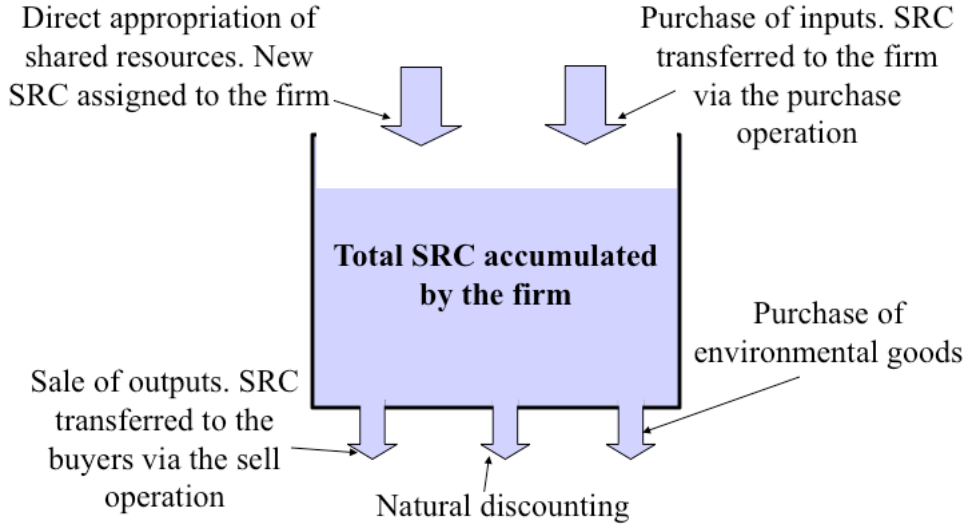 Direct appropriation of
shared resources. New
SRC assigned to the firm
Purchase of inputs. SRC
transferred to the firm
via the purchase
operation
Total SRC accumulated
by the firm
Purchase of
environmental goods
Sale of outputs. SRC
transferred to the
buyers via the sell
operation
Natural discounting